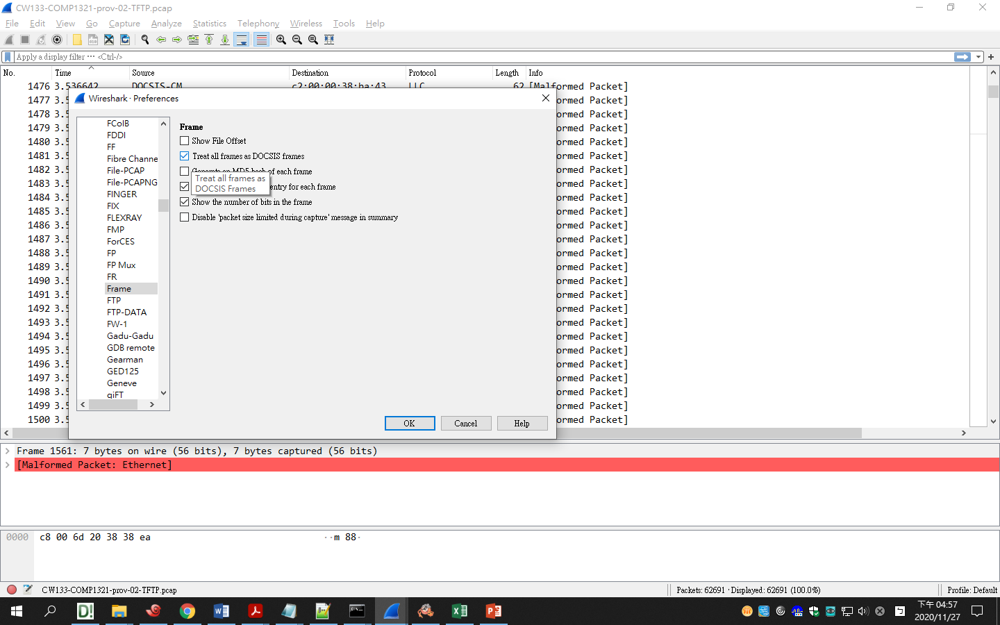 CW133-COMP1321-prov-02-TFTP.pcap
File Edit View Go Capture Analyze Statistics Telephony Wireless Tools Help
Apply a display filter … <Ctrl-/>
No. Time Source Destination Protocol Length Info
1476 3.536642 DOCSIS-CM c2:00:00:38:ba:43 LLC 62 [Malformed Packet]
1477 3.5 ormed Packet]
1478 3.5 ormed Packet]
1479 3.5 ormed Packet]
1480 3.5 ormed Packet]
1481 3.5 ormed Packet]
1482 3.5 ormed Packet]
1483 3.5 ormed Packet]
1484 3.5 ormed Packet]
1485 3.5 ormed Packet]
1486 3.5 ormed Packet]
1487 3.5 ormed Packet]
1488 3.5 ormed Packet]
1489 3.5 ormed Packet]
1490 3.5 ormed Packet]
1491 3.5 ormed Packet]
1492 3.5 ormed Packet]
1493 3.5 ormed Packet]
1494 3.5 ormed Packet]
1495 3.5 ormed Packet]
1496 3.5 ormed Packet]
1497 3.5 ormed Packet]
1498 3.5 ormed Packet]
1499 3.5 ormed Packet]
1500 3.5 ormed Packet]
Wireshark · Preferences
FCoIB
FDDI
FF
Fibre Channe
File-PCAP
File-PCAPNG
FINGER
FIX
FLEXRAY
FMP
ForCES
FP
FP Mux
FR
Frame
FTP
FTP-DATA
FW-1
Gadu-Gadu
GDB remote
Gearman
GED125
Geneve
giFT
Frame
Show File Offset
Treat all frames as DOCSIS frames
Generate an MD5 hash of each frame
Treat all frames as
DOCSIS Frames
entry for each frame
Show the number of bits in the frame
Disable 'packet size limited during capture' message in summary
OK Cancel Help
Frame 1561: 7 bytes on wire (56 bits), 7 bytes captured (56 bits)
[Malformed Packet: Ethernet]
0000 c8 00 6d 20 38 38 ea ··m 88·
CW133-COMP1321-prov-02-TFTP.pcap Packets: 62691 · Displayed: 62691 (100.0%) Profile: Default
下午 04:57
2020/11/27